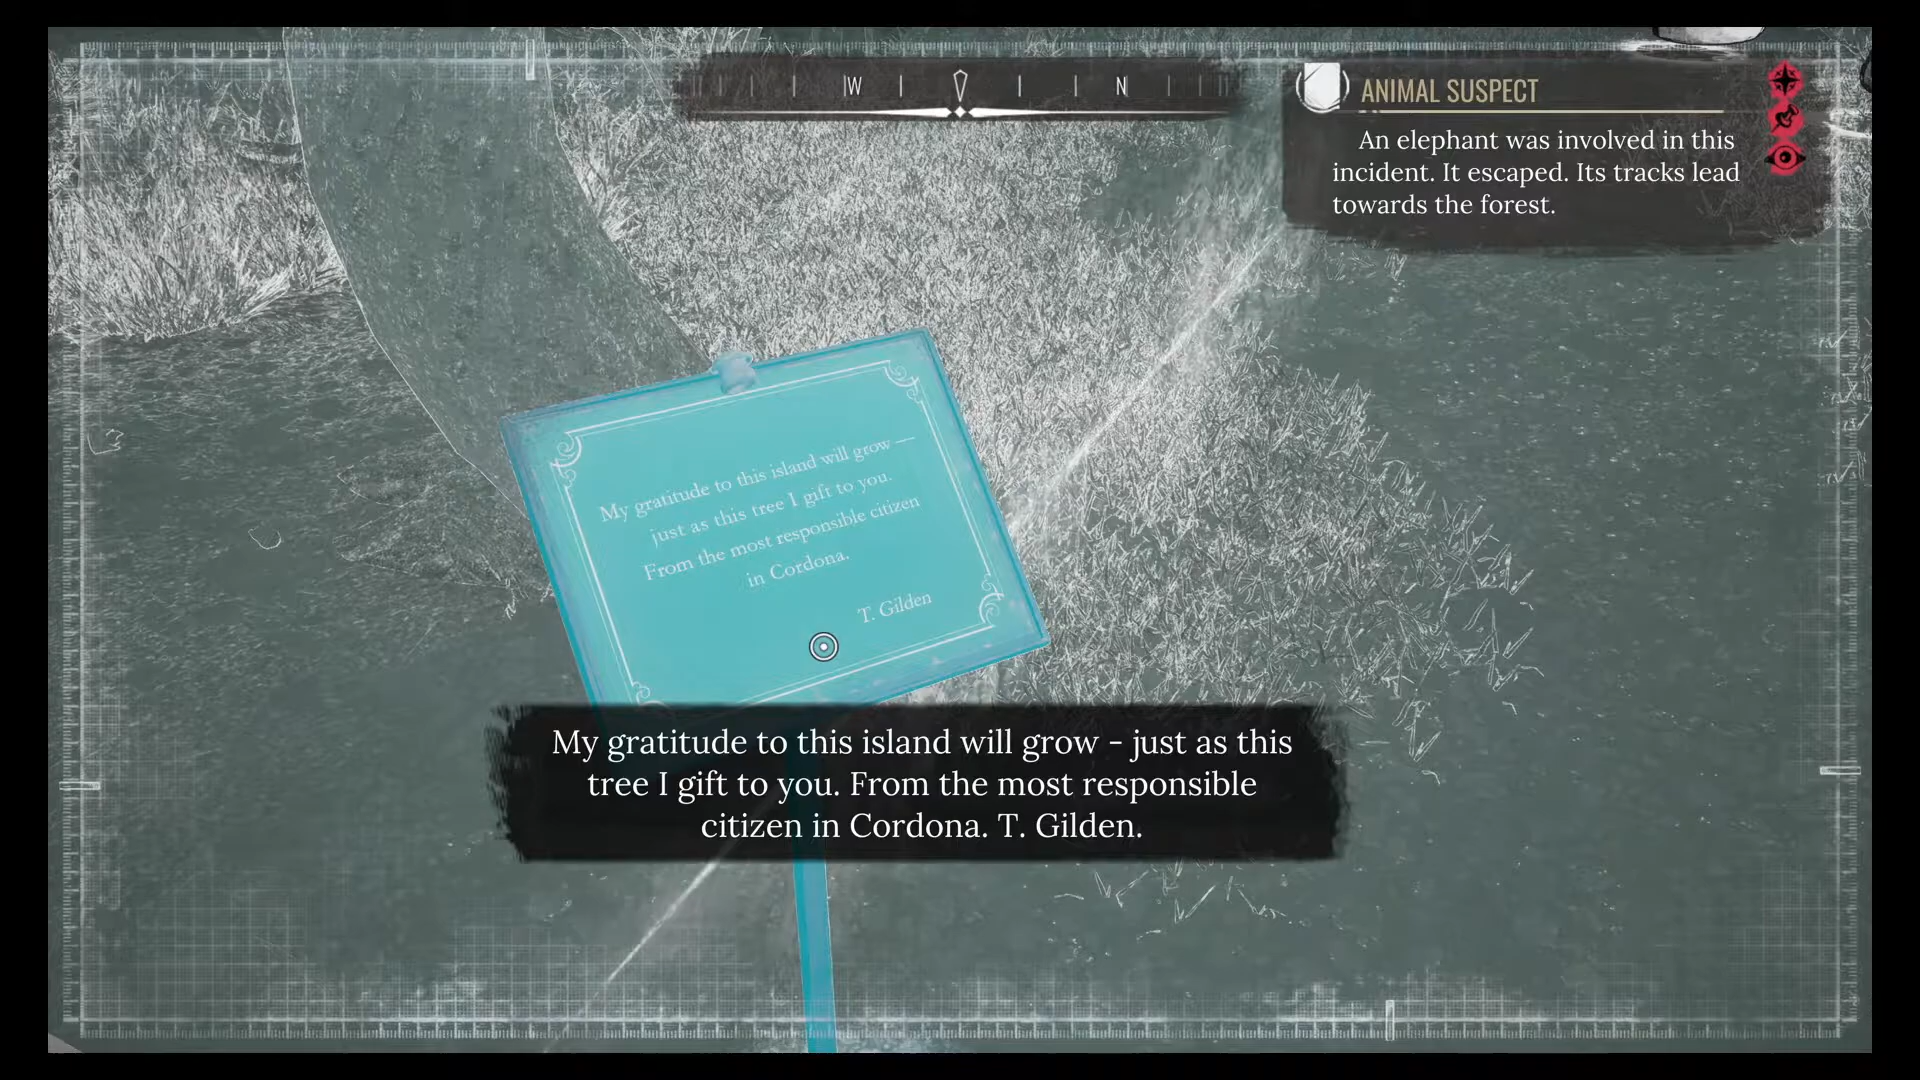 W
N
ANIMAL SUSPECT
An elephant was involved in this
incident. It escaped. Its tracks lead
towards the forest.
My gratitude to this island will grow —
just as this tree I gift to you.
From the most responsible citizen
in Cordona.
T. Gilden
My gratitude to this island will grow - just as this
tree I gift to you. From the most responsible
citizen in Cordona. T. Gilden.